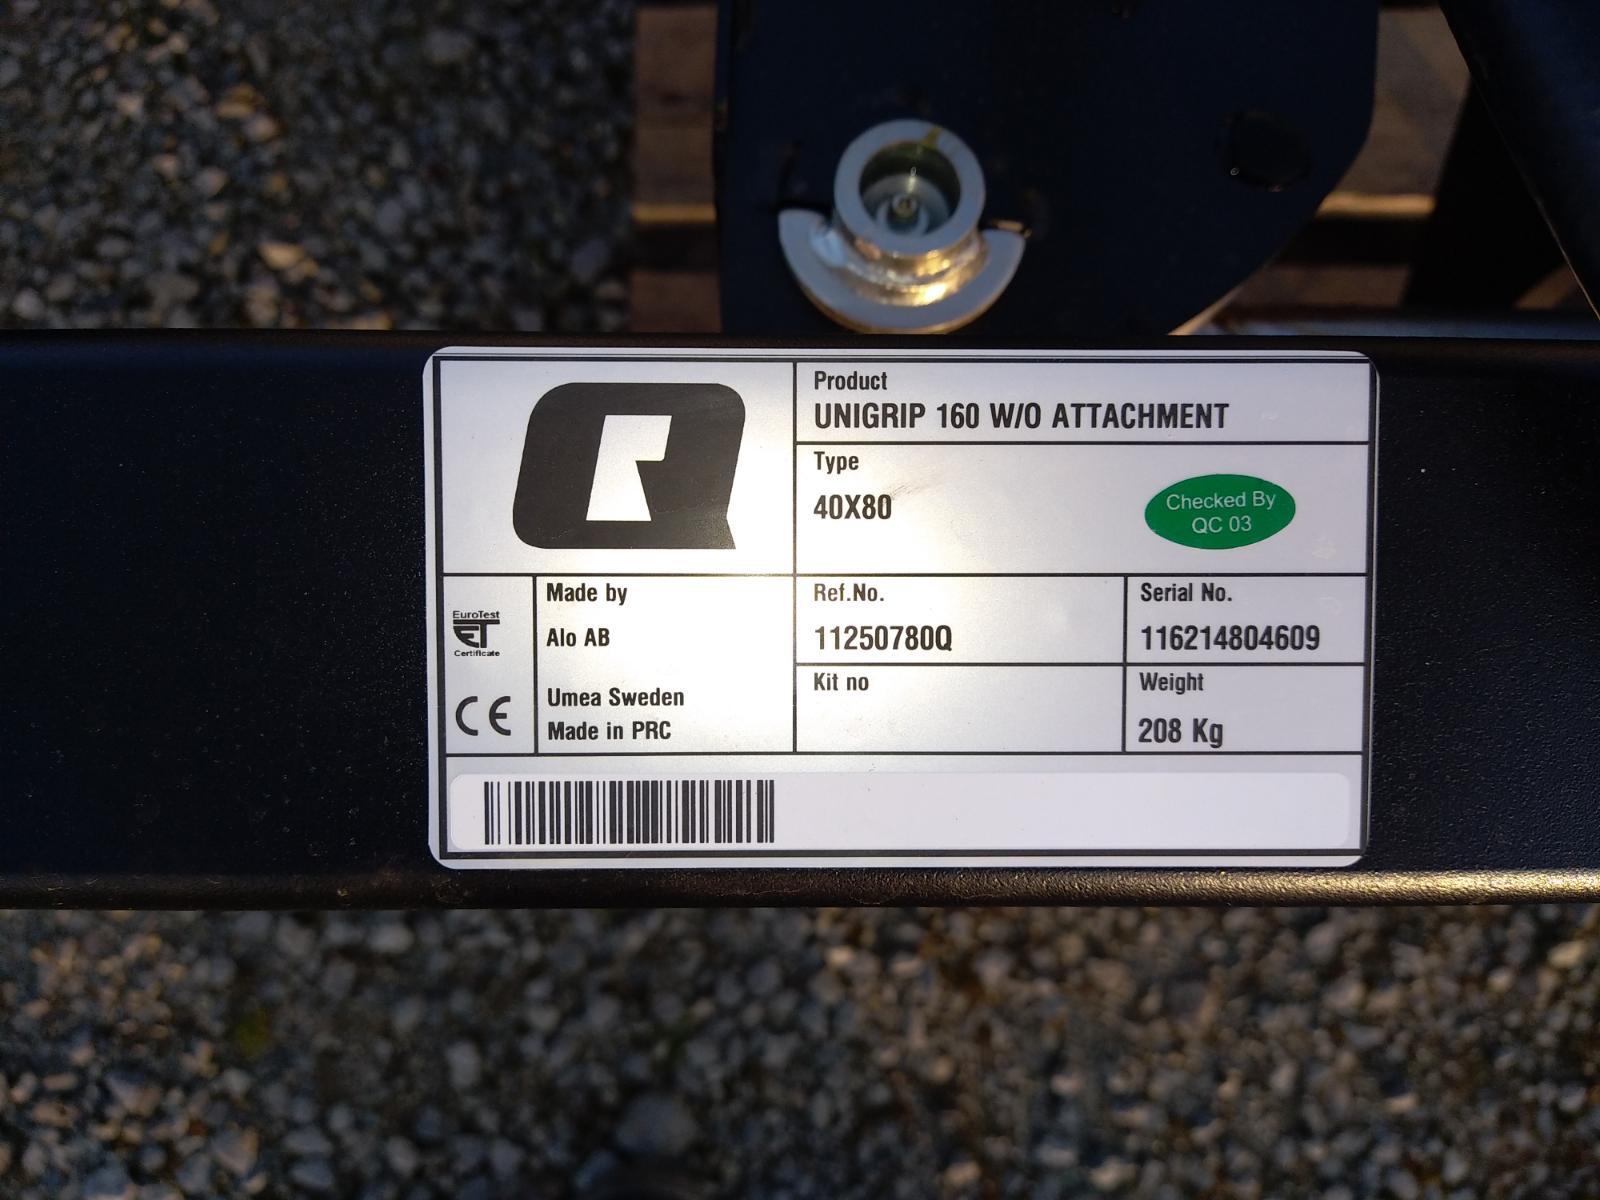 Product
UNIGRIP 160 W/O ATTACHMENT
Type
40X80
Checked By
QC 03
EuroTest
ET
Certificate
CE
Made by
Alo AB
Umea Sweden
Made in PRC
Ref.No.
11250780Q
Serial No.
116214804609
Kit no
Weight
208 Kg